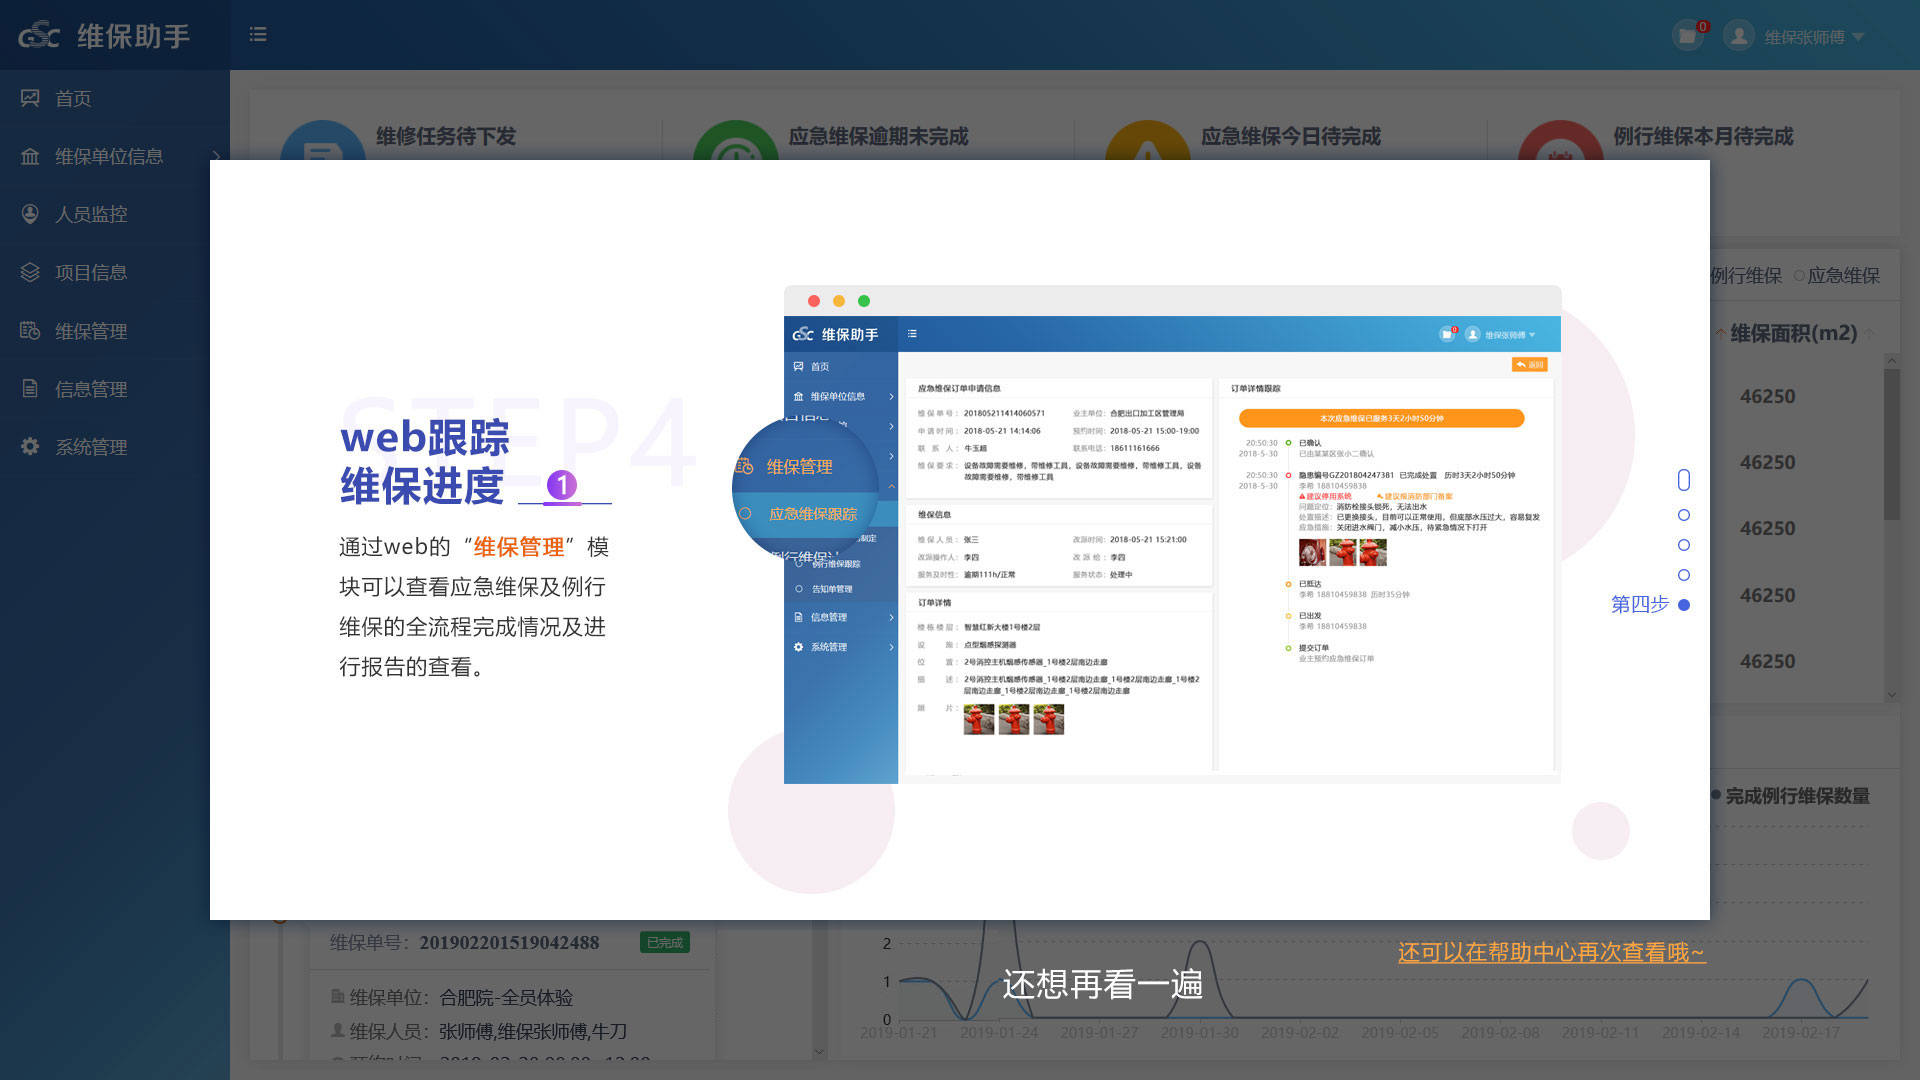 GSC 维保助手
0
维保张师傅
首页
维保单位信息
人员监控
项目信息
维保管理
信息管理
系统管理
维修任务待下发
应急维保逾期未完成
应急维保今日待完成
例行维保本月待完成
例行维保 应急维保
维保面积(m2)
46250
46250
46250
46250
46250
完成例行维保数量
STEP4
web跟踪
维保进度 1
通过web的“维保管理”模
块可以查看应急维保及例行
维保的全流程完成情况及进
行报告的查看。
GSC 维保助手
0
维保张师傅
首页
维保单位信息
维保管理
应急维保跟踪
例行维保跟踪
告知单管理
信息管理
系统管理
返回
应急维保订单申请信息
维保单号: 201805211414060571 业主单位: 合肥出口加工区管理局
申请时间: 2018-05-21 14:14:06 预约时间: 2018-05-21 15:00-19:00
联系人: 牛玉超 联系电话: 18611161666
维保要求: 设备故障需要维修，带维修工具，设备故障需要维修，带维修工具，设备
故障需要维修，带维修工具
维保信息
维保人员: 张三 改派时间: 2018-05-21 15:21:00
改派操作人: 李四 改派给: 李四
服务及时性: 逾期111h/正常 服务状态: 处理中
订单详情
楼栋楼层: 智慧红新大楼1号楼2层
设施: 点型烟感探测器
位置: 2号消控主机烟感传感器_1号楼2层南边走廊
描述: 2号消控主机烟感传感器_1号楼2层南边走廊_1号楼2层南边走廊_1号楼2
层南边走廊_1号楼2层南边走廊_1号楼2层南边走廊
照片:
订单详情跟踪
本次应急维保已服务3天2小时50分钟
20:50:30 已确认
2018-5-30 已由某某区张小二确认
20:50:30 隐患编号GZ201804247381 已完成处置 历时3天2小时50分钟
2018-5-30 李希 18810459838
建议停用系统 建议报消防部门备案
问题定位: 消防栓接头锁死，无法出水
处置描述: 已更换接头，目前可以正常使用，但底部水压过大，容易复发
应急措施: 关闭进水阀门，减小水压，待紧急情况下打开
已抵达
李希 18810459838 历时35分钟
已出发
李希 18810459838
提交订单
业主预约应急维保订单
第四步
维保单号: 201902201519042488 已完成
维保单位: 合肥院-全员体验
维保人员: 张师傅,维保张师傅,牛刀
2
1
0
2019-01-21 2019-01-24 2019-01-27 2019-01-30 2019-02-02 2019-02-05 2019-02-08 2019-02-11 2019-02-14 2019-02-17
还想再看一遍
还可以在帮助中心再次查看哦~